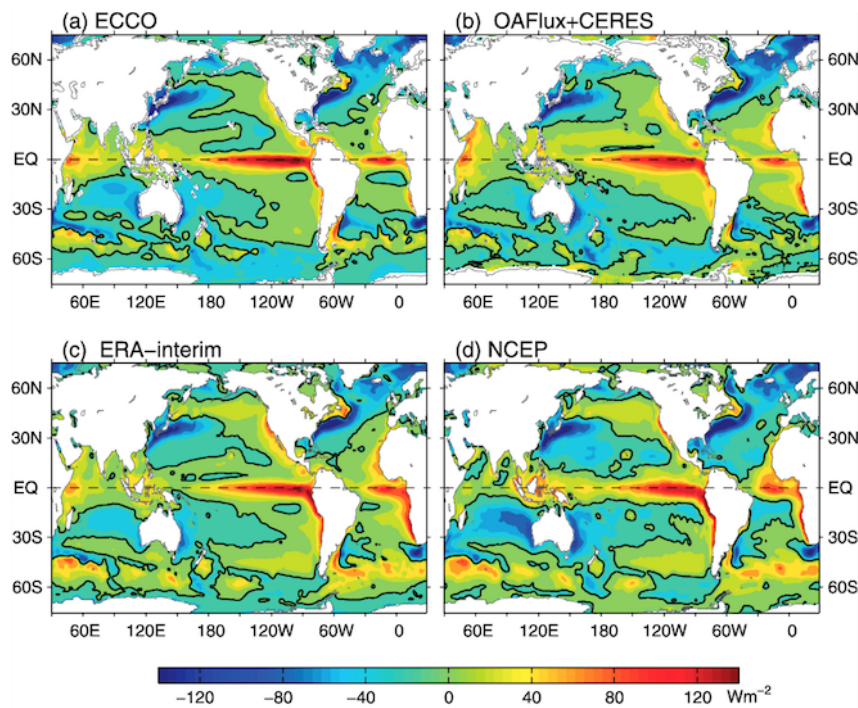 (a) ECCO
(b) OAFlux+CERES
60N
30N
EQ
30S
60S
60E 120E 180 120W 60W 0
60E 120E 180 120W 60W 0
(c) ERA−interim
(d) NCEP
60N
30N
EQ
30S
60S
60N
30N
EQ
30S
60S
60N
30N
EQ
30S
60S
60E 120E 180 120W 60W 0
60E 120E 180 120W 60W 0
−120 −80 −40 0 40 80 120 Wm−2